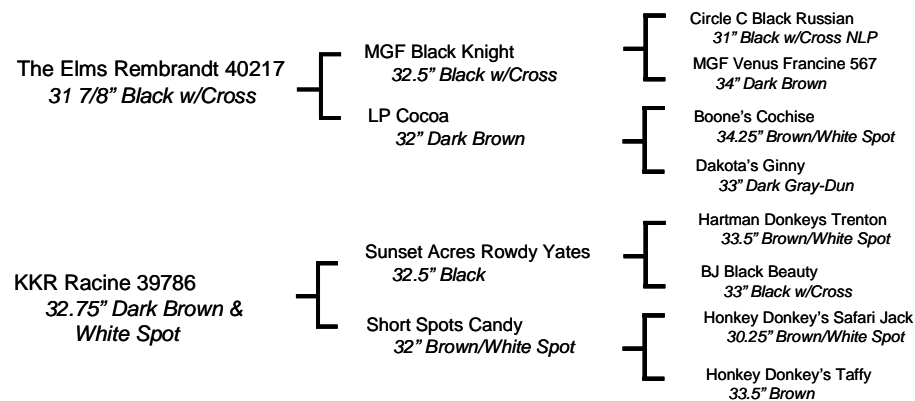 The Elms Rembrandt 40217
31 7/8” Black w/Cross
MGF Black Knight
32.5” Black w/Cross
LP Cocoa
32” Dark Brown
Circle C Black Russian
31” Black w/Cross NLP
MGF Venus Francine 567
34” Dark Brown
Boone’s Cochise
34.25” Brown/White Spot
Dakota’s Ginny
33” Dark Gray-Dun
KKR Racine 39786
32.75” Dark Brown &
White Spot
Sunset Acres Rowdy Yates
32.5” Black
Short Spots Candy
32” Brown/White Spot
Hartman Donkeys Trenton
33.5” Brown/White Spot
BJ Black Beauty
33” Black w/Cross
Honkey Donkey’s Safari Jack
30.25” Brown/White Spot
Honkey Donkey’s Taffy
33.5” Brown